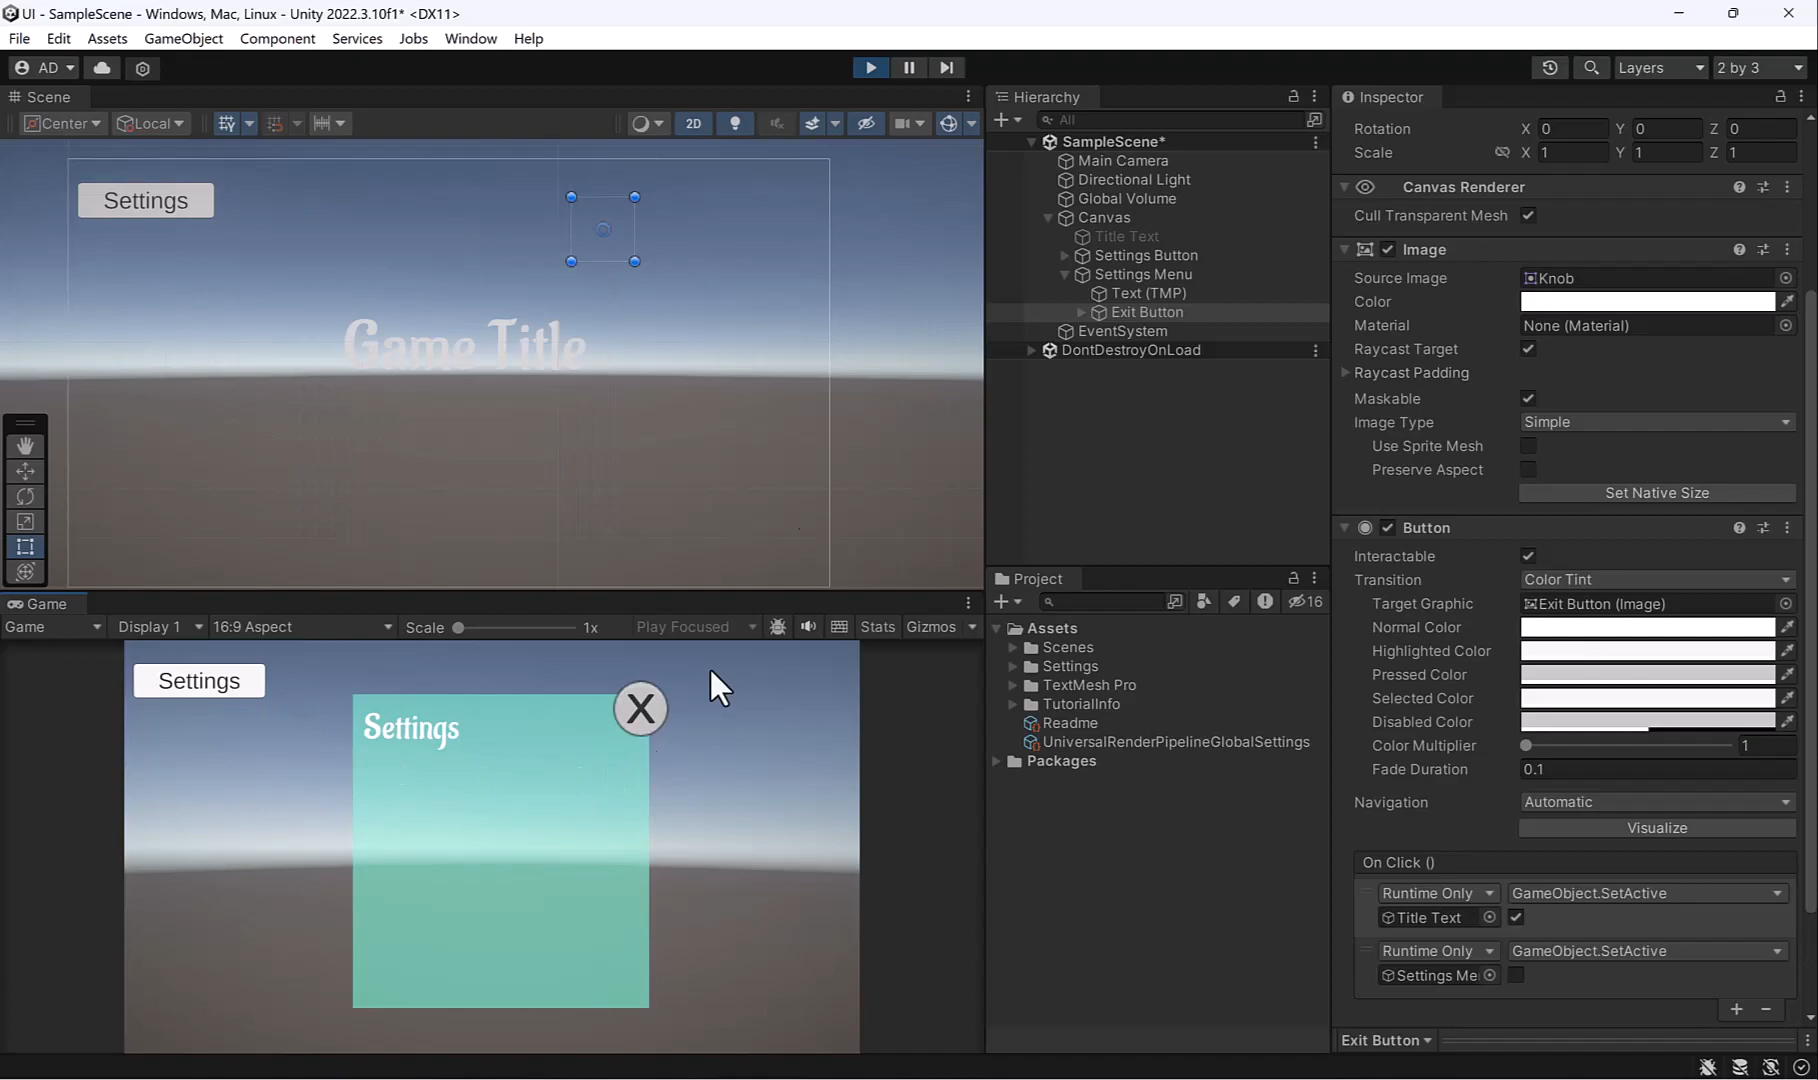 UI - SampleScene - Windows, Mac, Linux - Unity 2022.3.10f1* <DX11>
File Edit Assets GameObject Component Services Jobs Window Help
AD Layers 2 by 3
Scene
Center Local 2D
Settings
Game Title
Game
Game Display 1 16:9 Aspect Scale 1x Play Focused Stats Gizmos
Settings
Settings
X
Hierarchy
All
SampleScene*
Main Camera
Directional Light
Global Volume
Canvas
Title Text
Settings Button
Settings Menu
Text (TMP)
Exit Button
EventSystem
DontDestroyOnLoad
Project
16
Assets
Scenes
Settings
TextMesh Pro
TutorialInfo
Readme
UniversalRenderPipelineGlobalSettings
Packages
Inspector
Rotation X 0 Y 0 Z 0
Scale X 1 Y 1 Z 1
Canvas Renderer
Cull Transparent Mesh
Image
Source Image Knob
Color
Material None (Material)
Raycast Target
Raycast Padding
Maskable
Image Type Simple
Use Sprite Mesh
Preserve Aspect
Set Native Size
Button
Interactable
Transition Color Tint
Target Graphic Exit Button (Image)
Normal Color
Highlighted Color
Pressed Color
Selected Color
Disabled Color
Color Multiplier 1
Fade Duration 0.1
Navigation Automatic
Visualize
On Click ()
Runtime Only GameObject.SetActive
Title Text
Runtime Only GameObject.SetActive
Settings Me
+ −
Exit Button